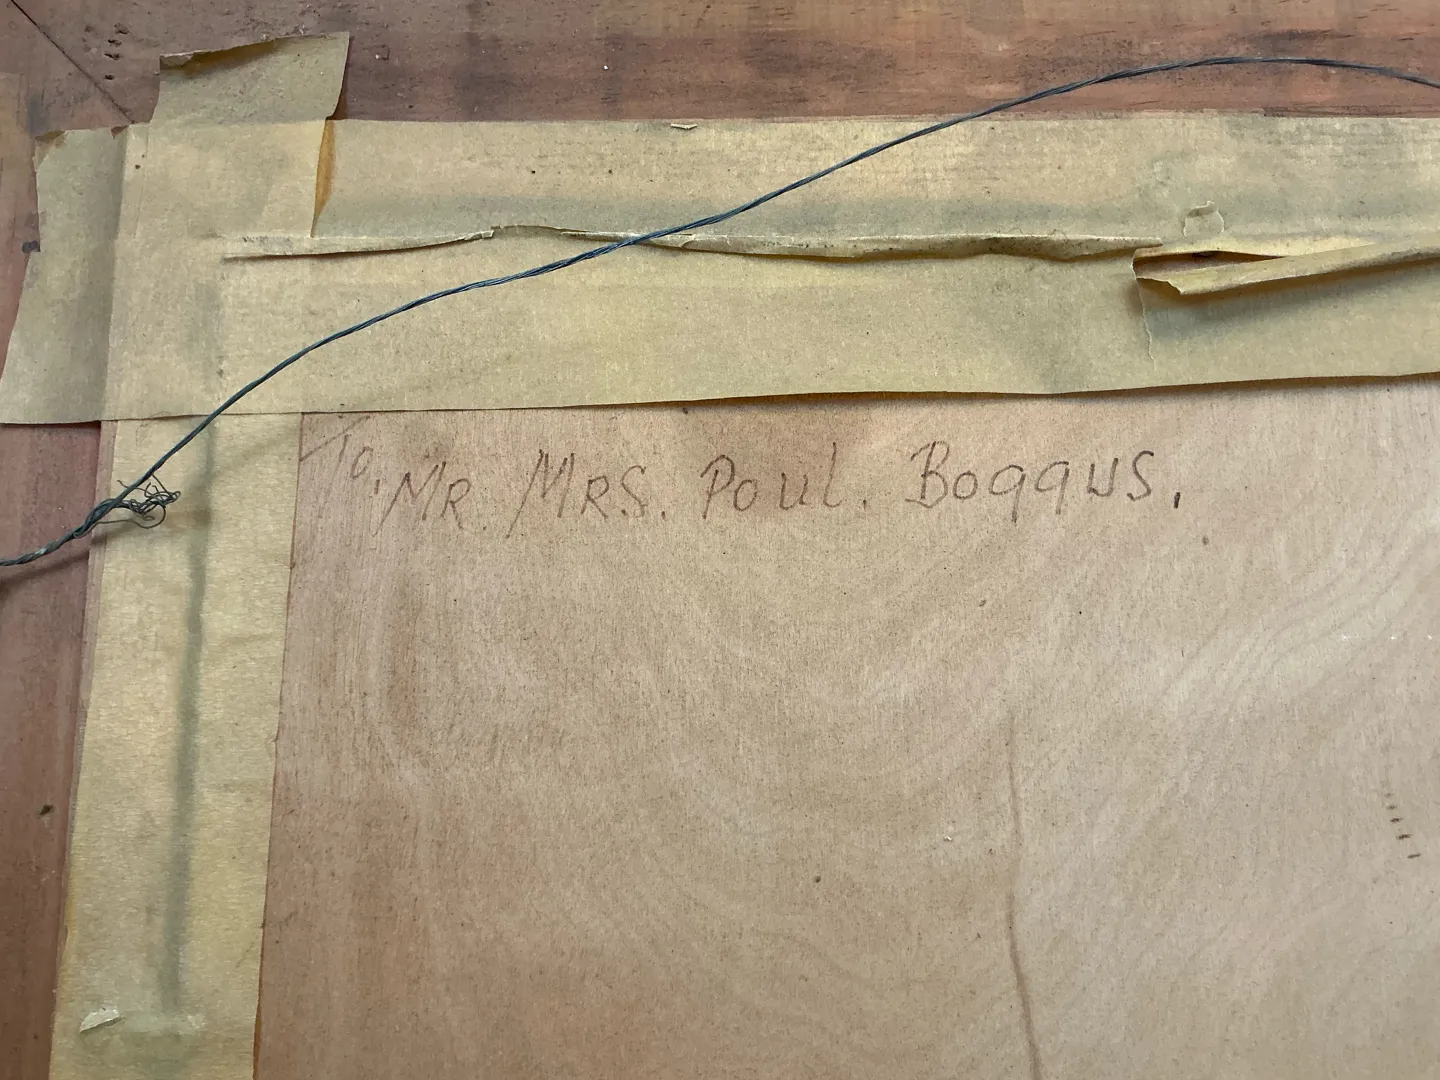 To, Mr. Mrs. Poul. Boggus.